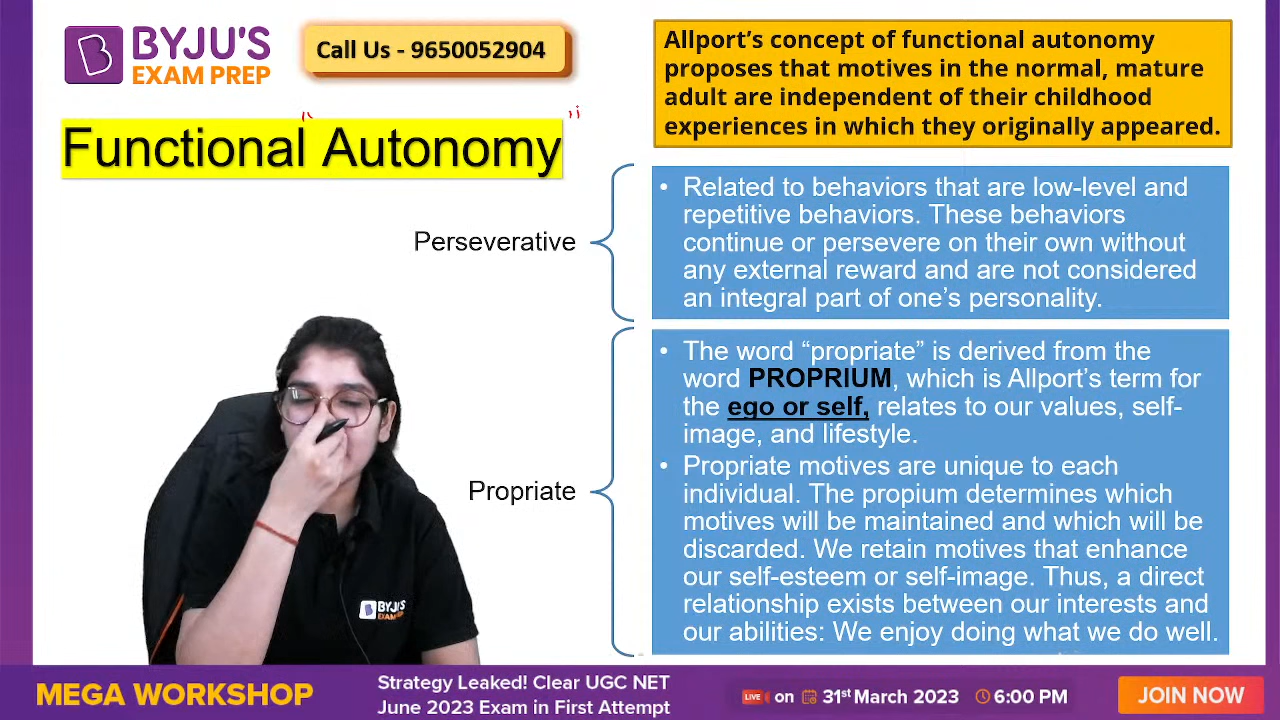 BYJU'S
EXAM PREP
Call Us - 9650052904
Allport's concept of functional autonomy
proposes that motives in the normal, mature
adult are independent of their childhood
experiences in which they originally appeared.
Functional Autonomy
Perseverative
• Related to behaviors that are low-level and
repetitive behaviors. These behaviors
continue or persevere on their own without
any external reward and are not considered
an integral part of one's personality.
Propriate
• The word “propriate” is derived from the
word PROPRIUM, which is Allport's term for
the ego or self, relates to our values, self-
image, and lifestyle.
• Propriate motives are unique to each
individual. The propium determines which
motives will be maintained and which will be
discarded. We retain motives that enhance
our self-esteem or self-image. Thus, a direct
relationship exists between our interests and
our abilities: We enjoy doing what we do well.
BYJU'S
EXAM PREP
MEGA WORKSHOP
Strategy Leaked! Clear UGC NET
June 2023 Exam in First Attempt
LIVE on 31st March 2023 6:00 PM
JOIN NOW